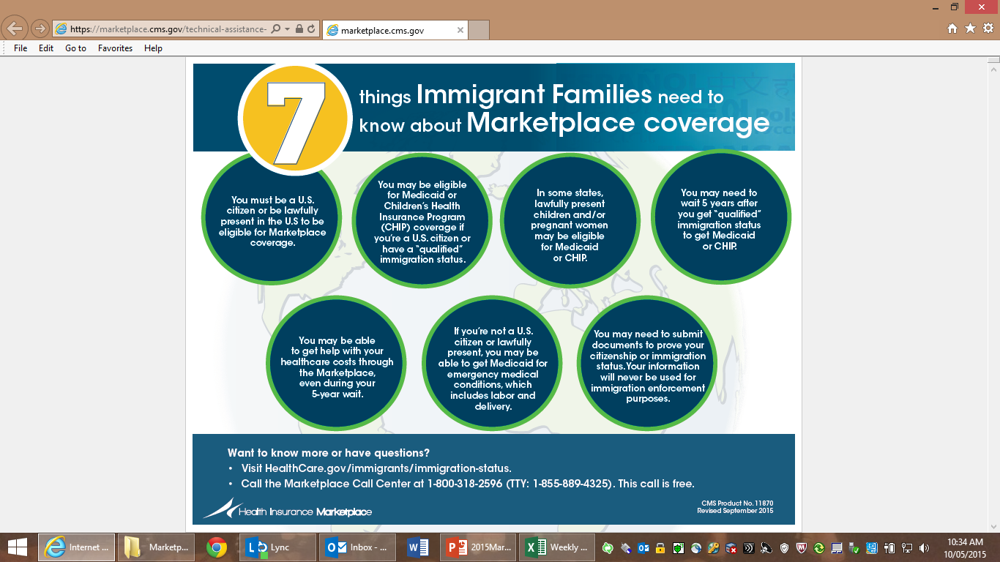 https://marketplace.cms.gov/technical-assistance-
marketplace.cms.gov
File Edit Go to Favorites Help
7
things Immigrant Families need to
know about Marketplace coverage
You must be a U.S.
citizen or be lawfully
present in the U.S to be
eligible for Marketplace
coverage.
You may be eligible
for Medicaid or
Children's Health
Insurance Program
(CHIP) coverage if
you're a U.S. citizen or
have a "qualified"
immigration status.
In some states,
lawfully present
children and/or
pregnant women
may be eligible
for Medicaid
or CHIP.
You may need to
wait 5 years after
you get "qualified"
immigration status
to get Medicaid
or CHIP.
You may be able
to get help with your
healthcare costs through
the Marketplace,
even during your
5-year wait.
If you're not a U.S.
citizen or lawfully
present, you may be
able to get Medicaid for
emergency medical
conditions, which
includes labor and
delivery.
You may need to submit
documents to prove your
citizenship or immigration
status.Your information
will never be used for
immigration enforcement
purposes.
Want to know more or have questions?
• Visit HealthCare.gov/immigrants/immigration-status.
• Call the Marketplace Call Center at 1-800-318-2596 (TTY: 1-855-889-4325). This call is free.
Health Insurance Marketplace
CMS Product No. 11870
Revised September 2015
Internet ... Marketp... Lync Inbox - ... 2015Mar... Weekly ...
10:34 AM
10/05/2015